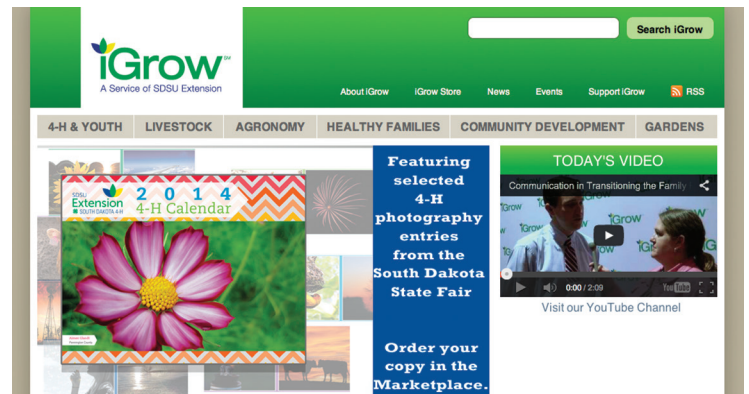 Search iGrow
iGrow℠
A Service of SDSU Extension
About iGrow iGrow Store News Events Support iGrow RSS
4-H & YOUTH LIVESTOCK AGRONOMY HEALTHY FAMILIES COMMUNITY DEVELOPMENT GARDENS
SDSU
Extension
SOUTH DAKOTA 4-H
2014
4-H Calendar
Featuring
selected
4-H
photography
entries
from the
South Dakota
State Fair
Order your
copy in the
Marketplace.
TODAY'S VIDEO
Communication in Transitioning the Family
iGrow
iGrow
iGrow
0:00 / 2:09
YouTube
Visit our YouTube Channel